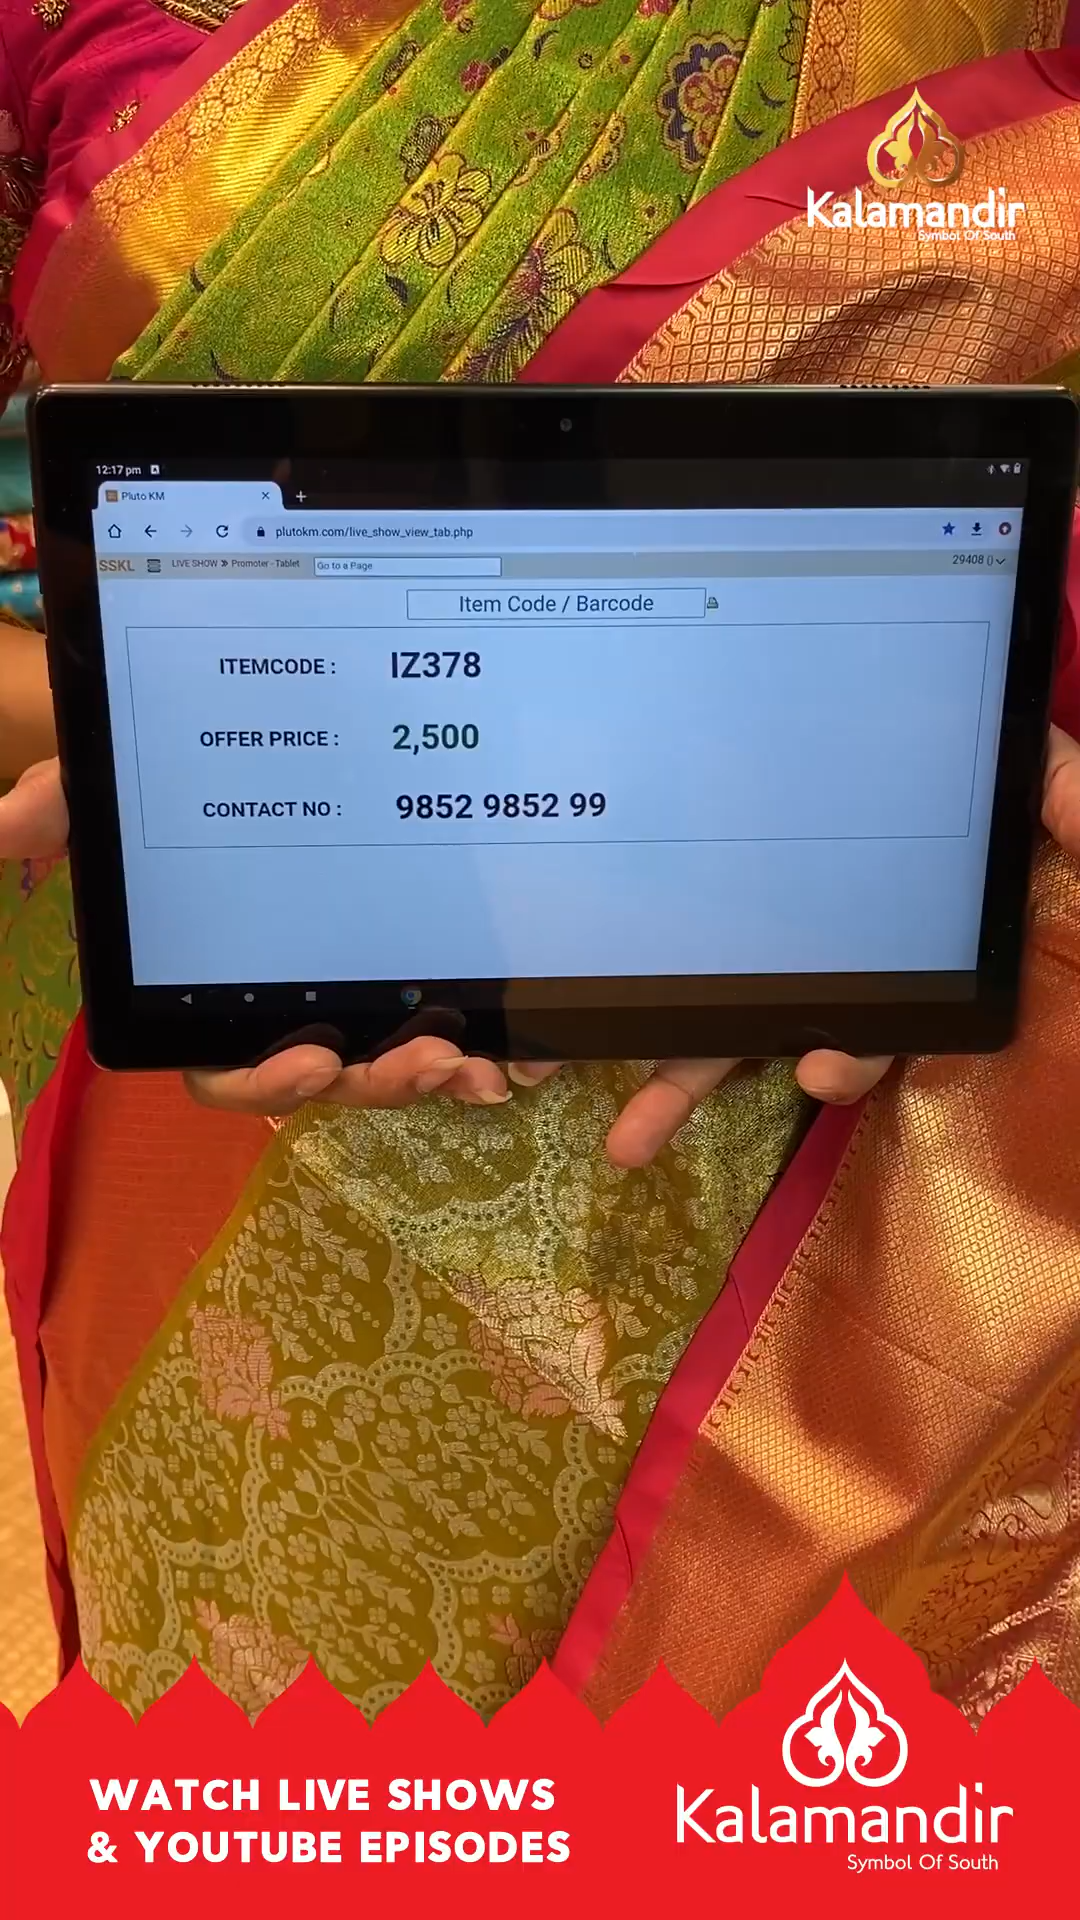 Kalamandir
Symbol Of South
12:17 pm
Pluto KM
plutokm.com/live_show_view_tab.php
SSKL LIVE SHOW » Promoter - Tablet Go to a Page 29408 ()
Item Code / Barcode
ITEMCODE : IZ378
OFFER PRICE : 2,500
CONTACT NO : 9852 9852 99
WATCH LIVE SHOWS
& YOUTUBE EPISODES
Kalamandir
Symbol Of South